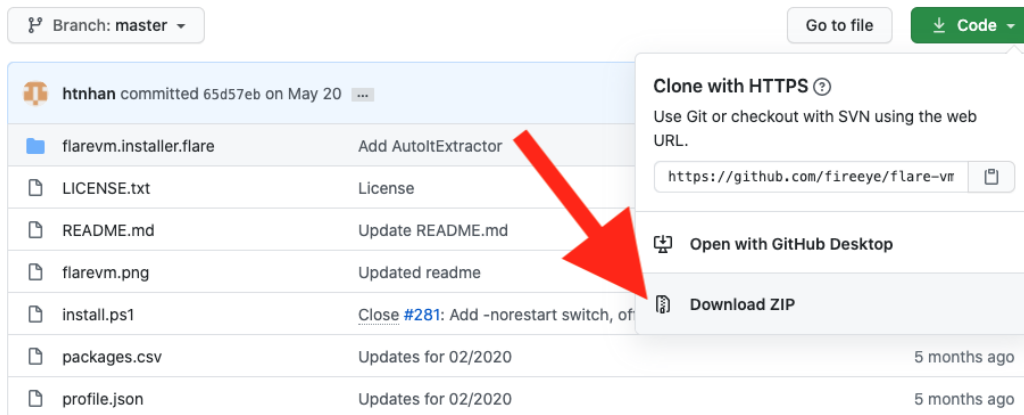 Branch: master
Go to file
Code
htnhan committed 65d57eb on May 20 ...
flarevm.installer.flare
Add AutoItExtractor
LICENSE.txt
License
README.md
Update README.md
flarevm.png
Updated readme
install.ps1
Close #281: Add -norestart switch, of
packages.csv
Updates for 02/2020
5 months ago
profile.json
Updates for 02/2020
5 months ago
Clone with HTTPS ?
Use Git or checkout with SVN using the web
URL.
https://github.com/fireeye/flare-vm
Open with GitHub Desktop
Download ZIP